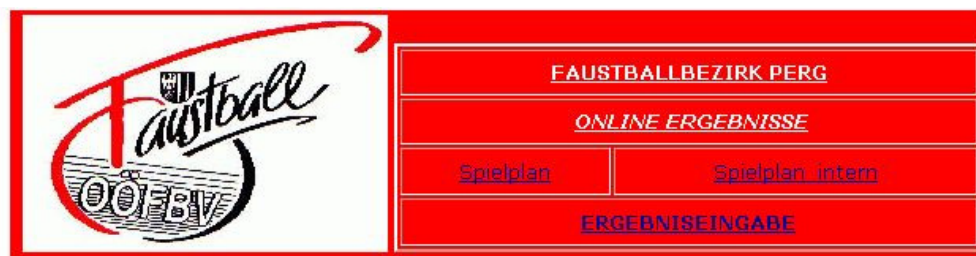 Faustball
OÖFBV
FAUSTBALLBEZIRK PERG
ONLINE ERGEBNISSE
Spielplan
Spielplan intern
ERGEBNISEINGABE